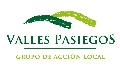 VALLES PASIEGOS
GRUPO DE ACCIÓN LOCAL